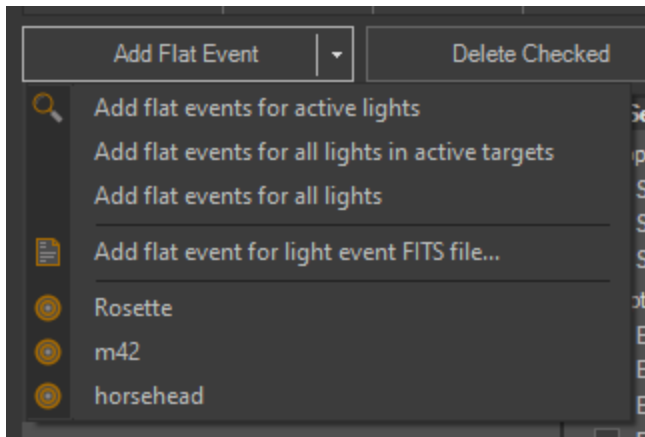 Add Flat Event
Delete Checked
Add flat events for active lights
Add flat events for all lights in active targets
Add flat events for all lights
Add flat event for light event FITS file...
Rosette
m42
horsehead